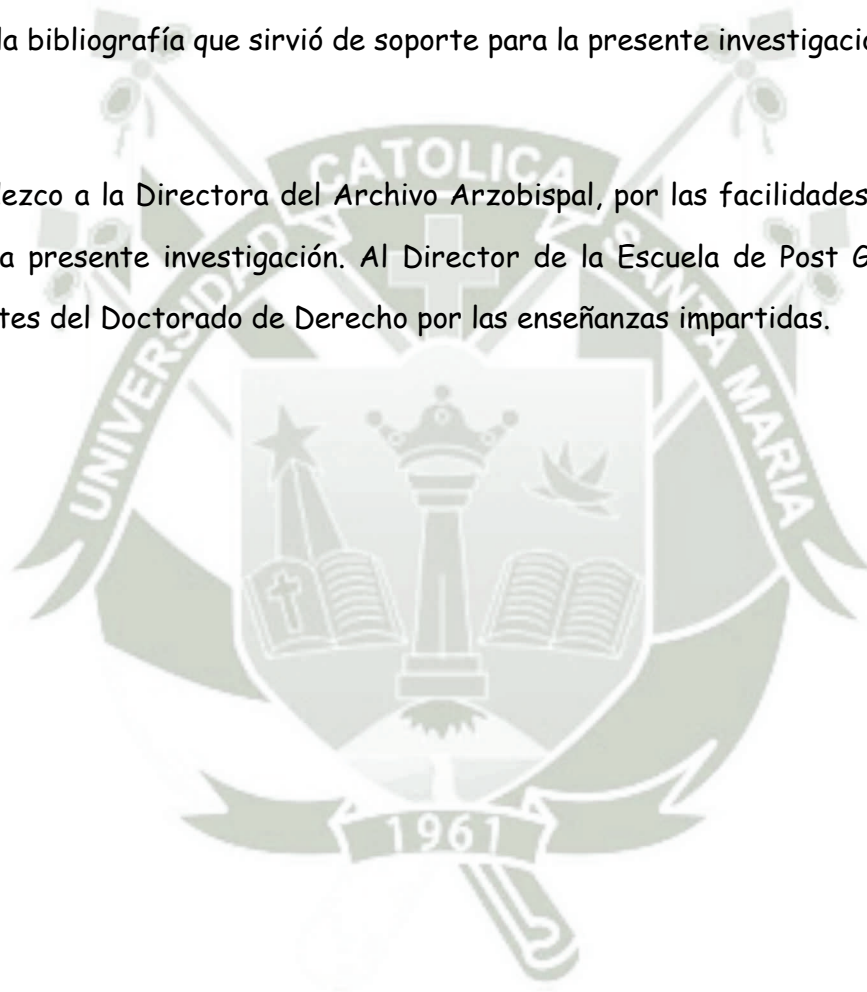 la bibliografía que sirvió de soporte para la presente investigació
ezco a la Directora del Archivo Arzobispal, por las facilidades
a presente investigación. Al Director de la Escuela de Post G
tes del Doctorado de Derecho por las enseñanzas impartidas.
UNIVERSIDAD CATOLICA SANTA MARIA
1961